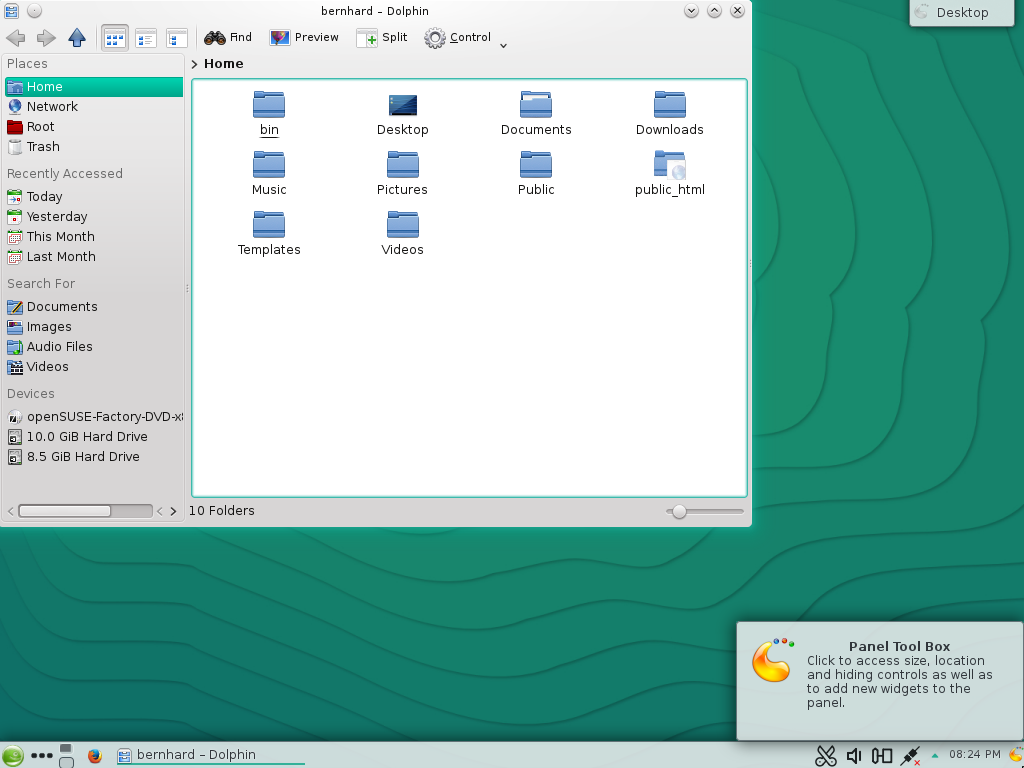 bernhard – Dolphin
Desktop
Find
Preview
Split
Control
Places
Home
Network
Root
Trash
Recently Accessed
Today
Yesterday
This Month
Last Month
Search For
Documents
Images
Audio Files
Videos
Devices
openSUSE-Factory-DVD-x8
10.0 GiB Hard Drive
8.5 GiB Hard Drive
> Home
bin
Desktop
Documents
Downloads
Music
Pictures
Public
public_html
Templates
Videos
10 Folders
Panel Tool Box
Click to access size, location
and hiding controls as well as
to add new widgets to the
panel.
bernhard – Dolphin
08:24 PM